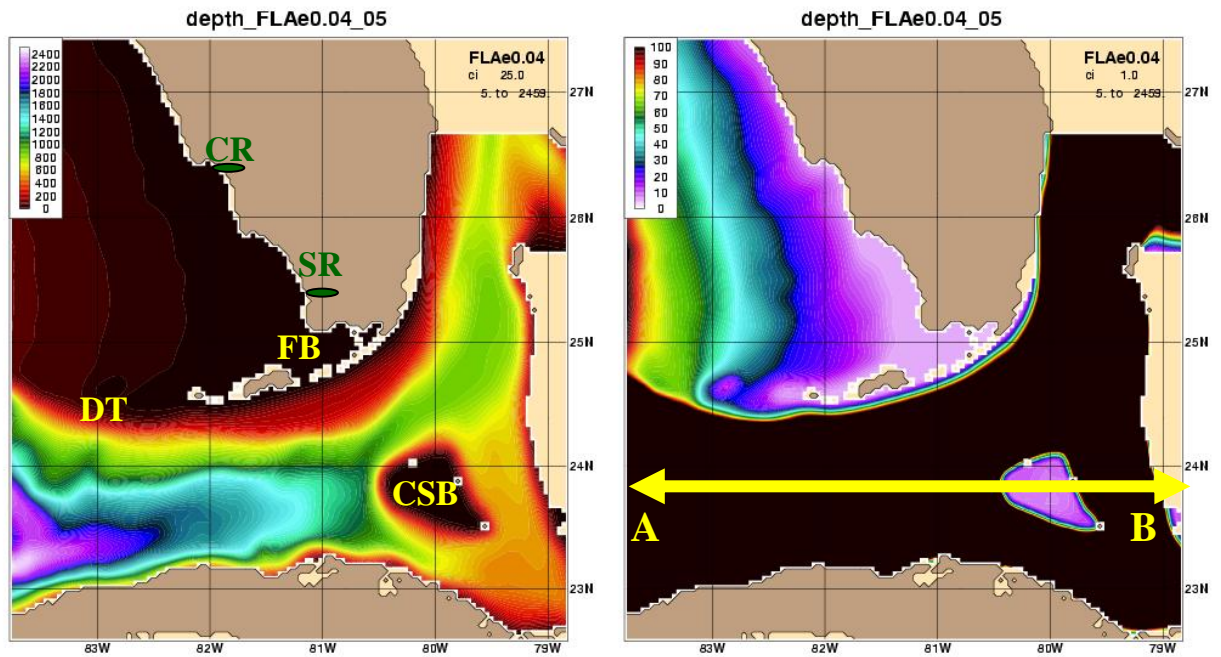 depth_FLAe0.04_05
2400
2200
2000
1800
1600
1400
1200
1000
800
600
400
200
0
FLAe0.04
ci 25.0
5. to 2459.
27N
26N
25N
24N
23N
83W
82W
81W
80W
79W
CR
SR
FB
DT
CSB
depth_FLAe0.04_05
100
90
80
70
60
50
40
30
20
10
0
FLAe0.04
ci 1.0
5. to 2459.
27N
26N
25N
24N
23N
83W
82W
81W
80W
79W
A
B